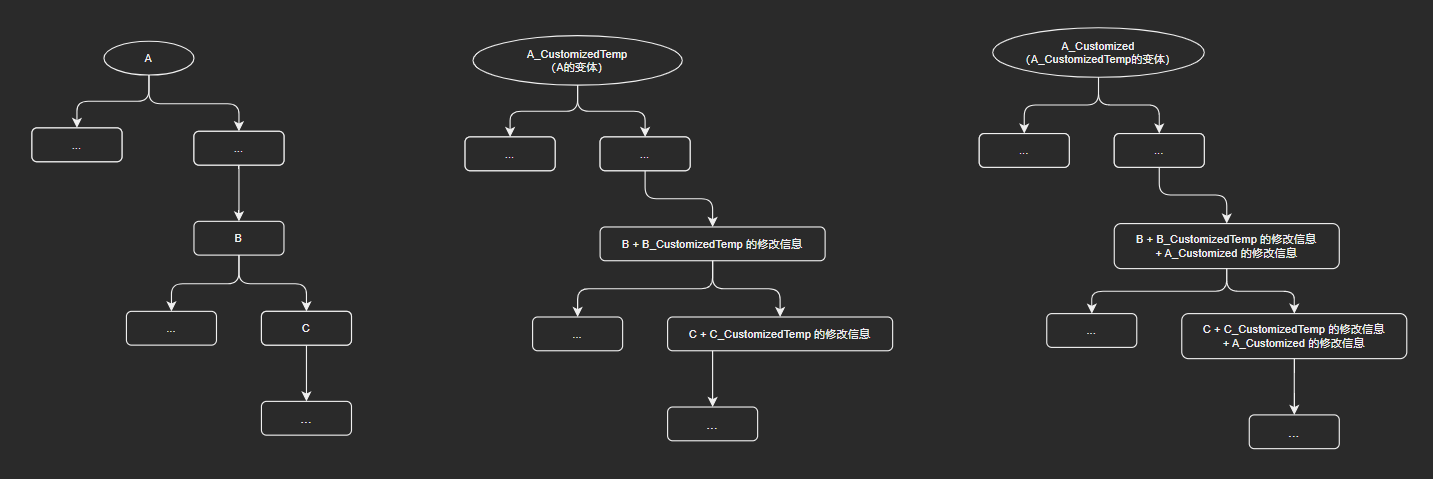 A
...
...
B
...
C
...
A_CustomizedTemp
（A的变体）
...
...
B + B_CustomizedTemp 的修改信息
...
C + C_CustomizedTemp 的修改信息
...
A_Customized
（A_CustomizedTemp的变体）
...
...
B + B_CustomizedTemp 的修改信息
+ A_Customized 的修改信息
...
C + C_CustomizedTemp 的修改信息
+ A_Customized 的修改信息
...